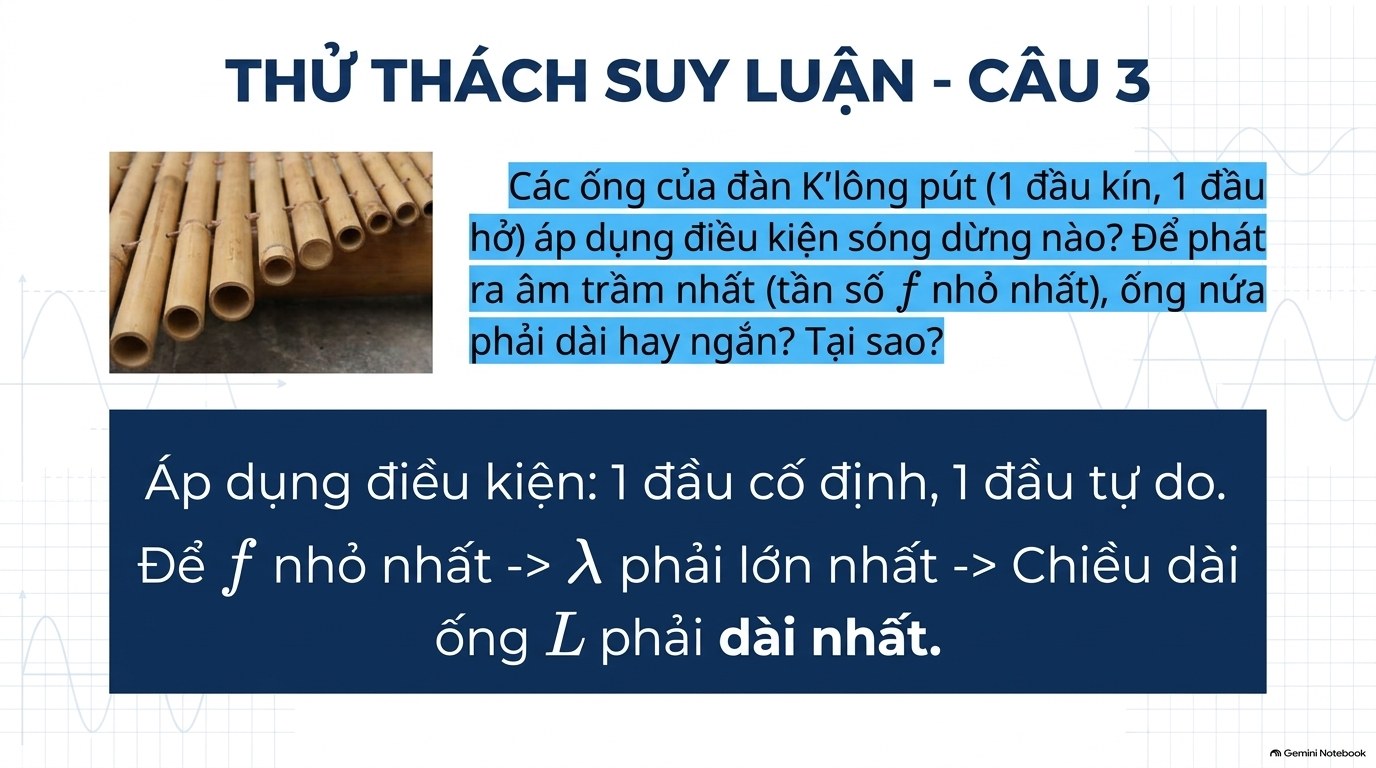 THỬ THÁCH SUY LUẬN - CÂU 3
Các ống của đàn K’lông pút (1 đầu kín, 1 đầu
hở) áp dụng điều kiện sóng dừng nào? Để phát
ra âm trầm nhất (tần số f nhỏ nhất), ống nứa
phải dài hay ngắn? Tại sao?
Áp dụng điều kiện: 1 đầu cố định, 1 đầu tự do.
Để f nhỏ nhất -> λ phải lớn nhất -> Chiều dài
ống L phải dài nhất.
Gemini Notebook